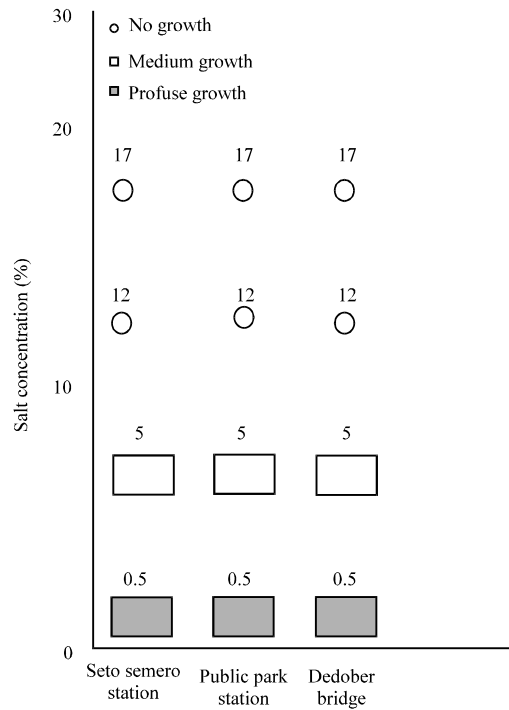 30
No growth
Medium growth
Profuse growth
20
17 17 17
12 12 12
Salt concentration (%)
10
5 5 5
0.5 0.5 0.5
0
Seto semero
station
Public park
station
Dedober
bridge